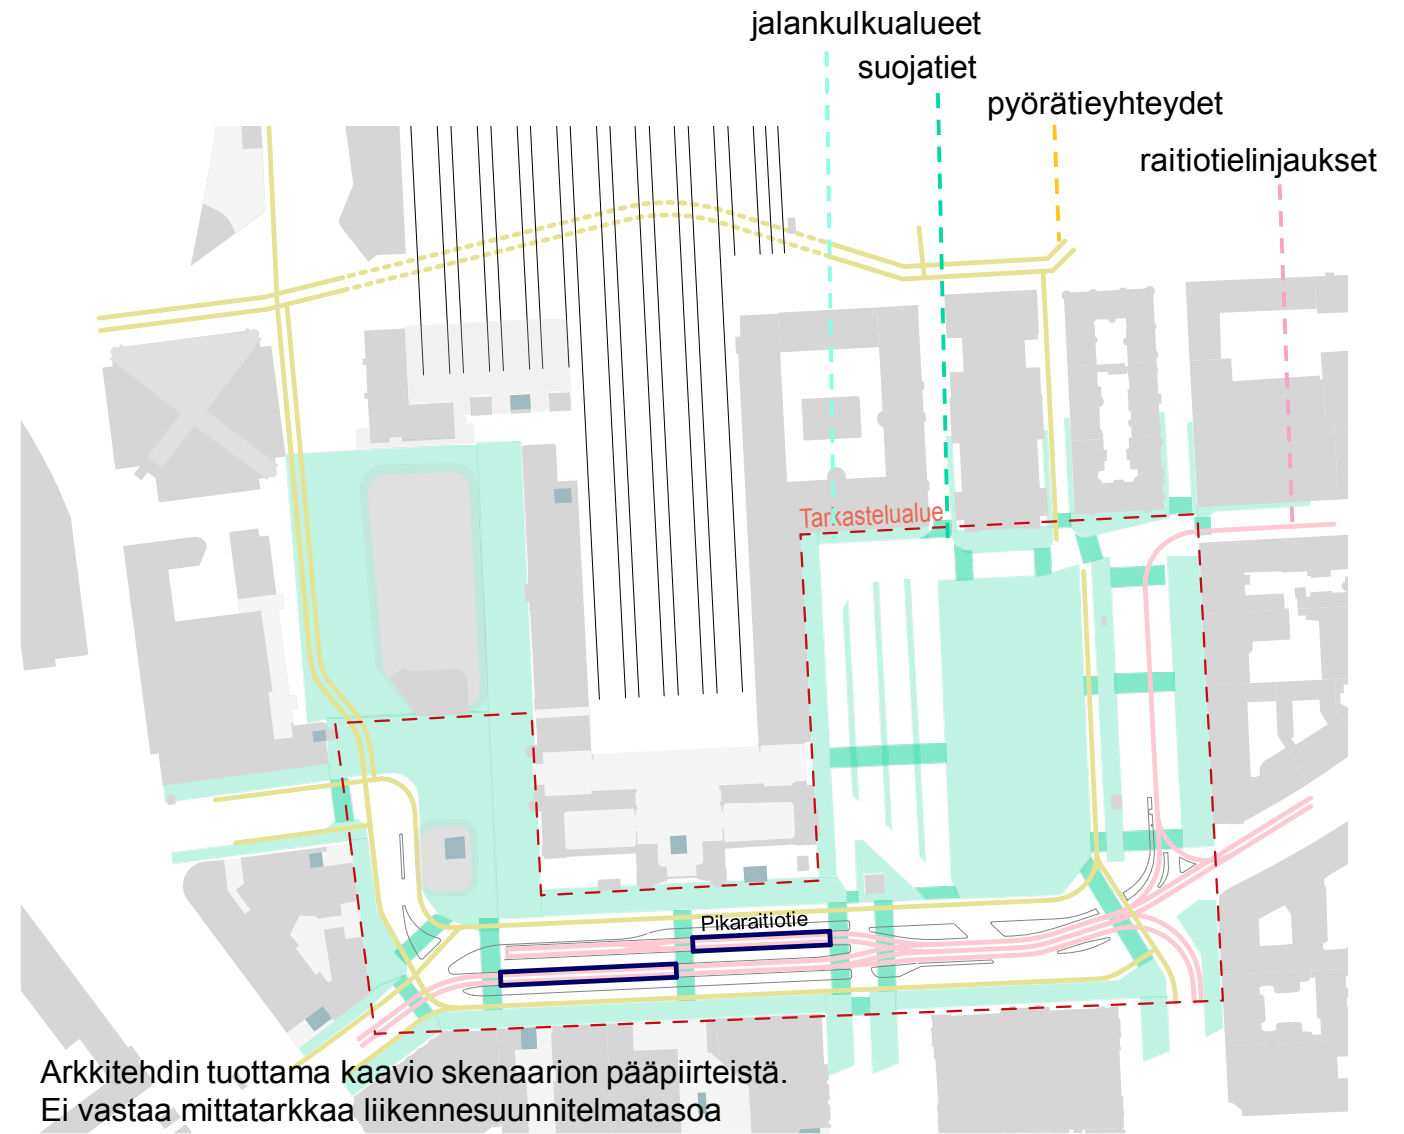 jalankulkualueet
suojatiet
pyörätieyhteydet
raitiotielinjaukset
Tarkastelualue
Pikaraitiotie
Arkkitehdin tuottama kaavio skenaarion pääpiirteistä.
Ei vastaa mittatarkkaa liikennesuunnitelmatasoa